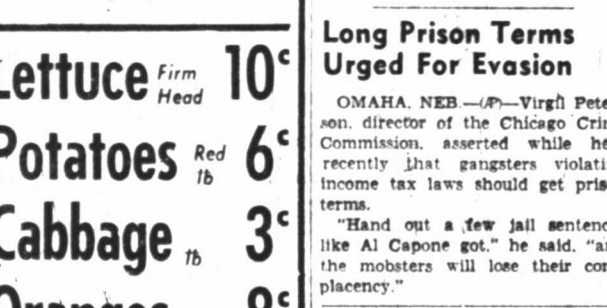 Lettuce Firm Head 10c
Potatoes Red lb 6c
Cabbage lb 3c
Oranges
Long Prison Terms
Urged For Evasion
OMAHA, NEB.—(AP)—Virgil Pete
son, director of the Chicago Crim
Commission, asserted while he
recently that gangsters violati
income tax laws should get pris
terms.
"Hand out a few jail sentenc
like Al Capone got," he said, "an
the mobsters will lose their com
placency."